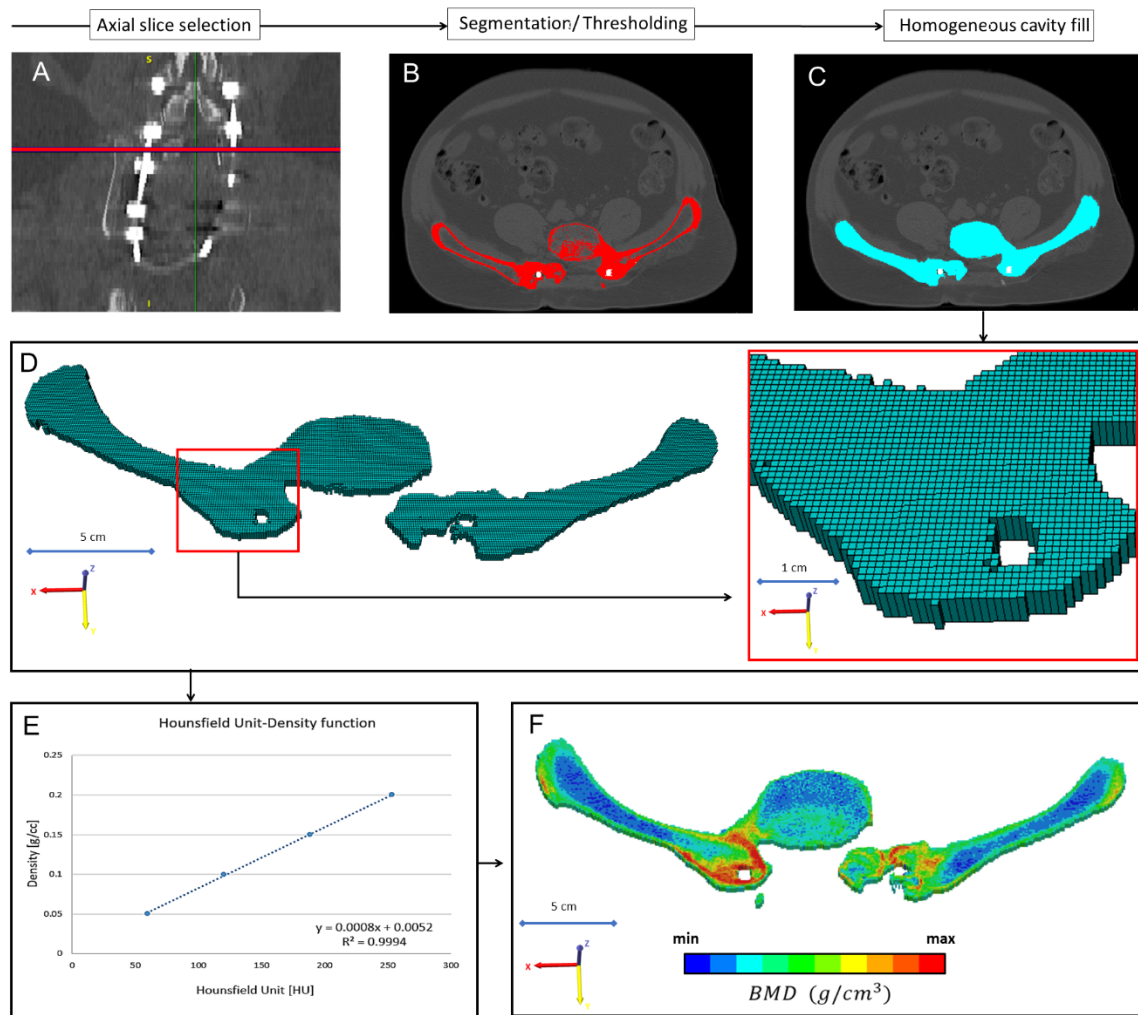 Axial slice selection
Segmentation/ Thresholding
Homogeneous cavity fill
A
S
I
B
C
D
5 cm
Z
X
Y
1 cm
Z
X
Y
E
Hounsfield Unit-Density function
0.25
0.2
0.15
0.1
0.05
0
Density [g/cc]
y = 0.0008x + 0.0052
R² = 0.9994
0 50 100 150 200 250 300
Hounsfield Unit [HU]
F
5 cm
Z
X
Y
min max
BMD (g/cm³)